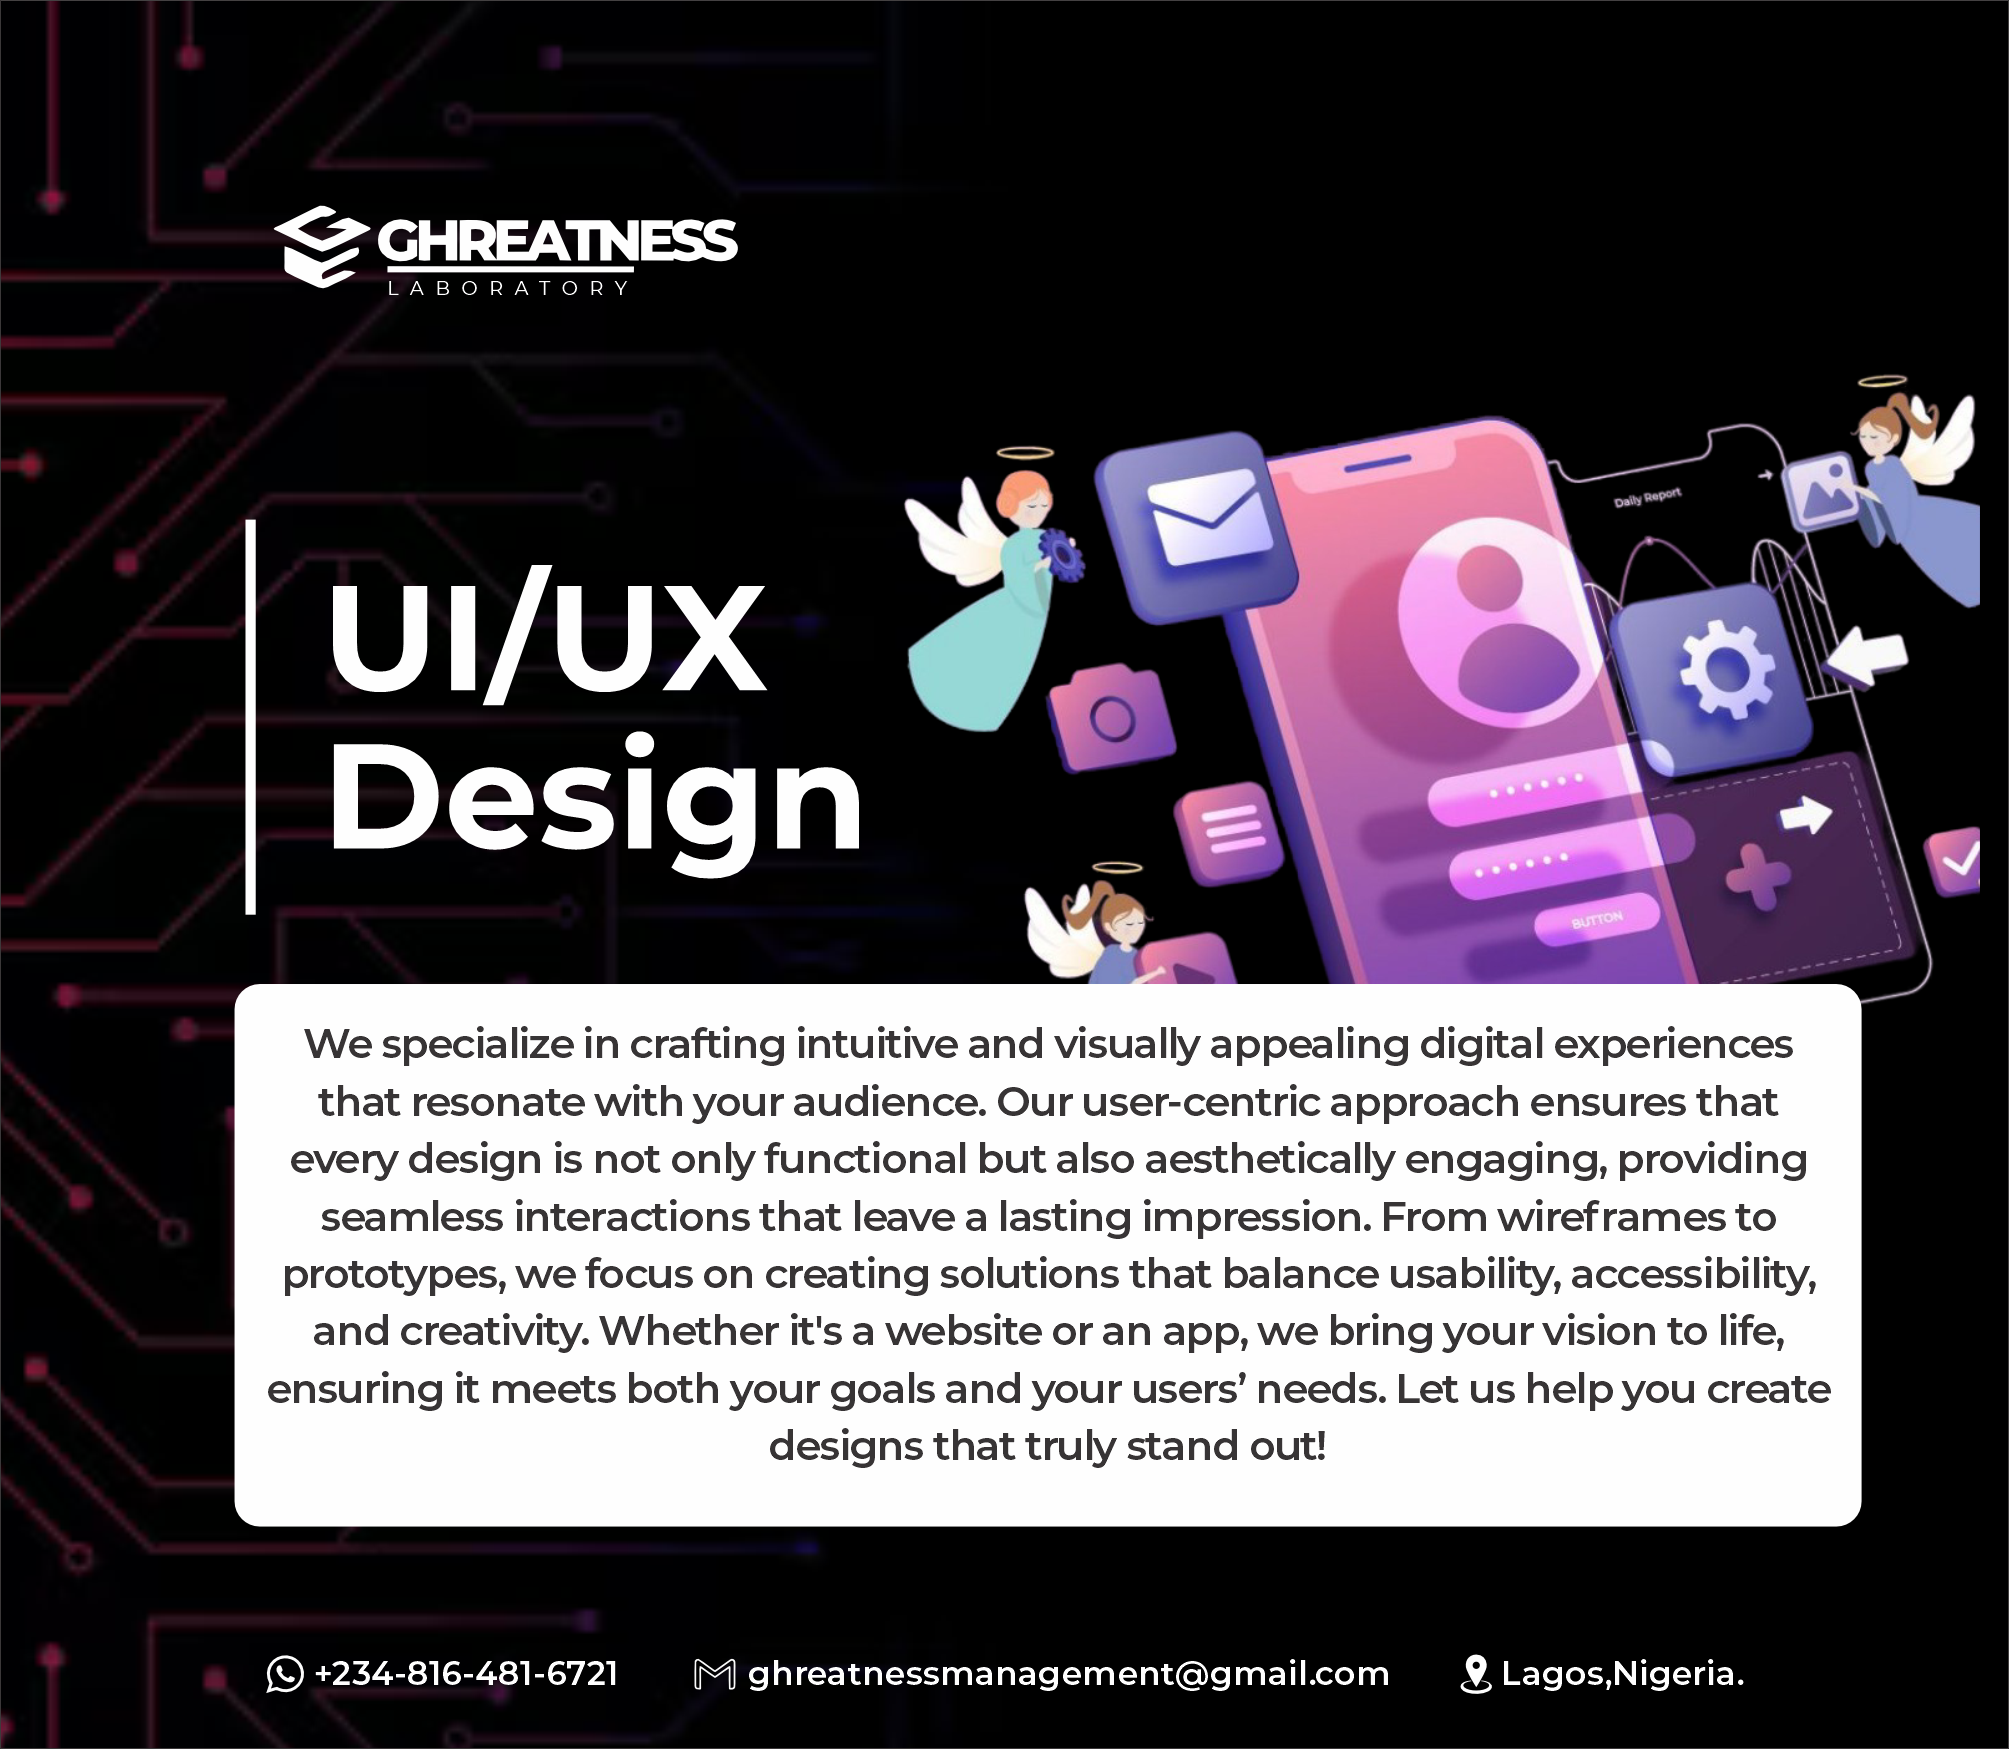 GHREATNESS
LABORATORY
UI/UX
Design
Daily Report
BUTTON
We specialize in crafting intuitive and visually appealing digital experiences
that resonate with your audience. Our user-centric approach ensures that
every design is not only functional but also aesthetically engaging, providing
seamless interactions that leave a lasting impression. From wireframes to
prototypes, we focus on creating solutions that balance usability, accessibility,
and creativity. Whether it's a website or an app, we bring your vision to life,
ensuring it meets both your goals and your users’ needs. Let us help you create
designs that truly stand out!
+234-816-481-6721
ghreatnessmanagement@gmail.com
Lagos,Nigeria.